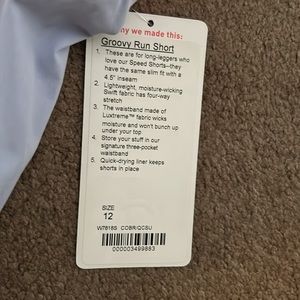 why we made this:
Groovy Run Short
1. These are for long-leggers who
love our Speed Shorts–they
have the same slim fit with a
4.5" inseam
2. Lightweight, moisture-wicking
Swift fabric has four-way
stretch
3. The waistband made of
Luxtreme™ fabric wicks
moisture and won't bunch up
under your top
4. Store your stuff in our
signature three-pocket
waistband
5. Quick-drying liner keeps
shorts in place
SIZE
12
W7618S COBR/QCSU
000003499883